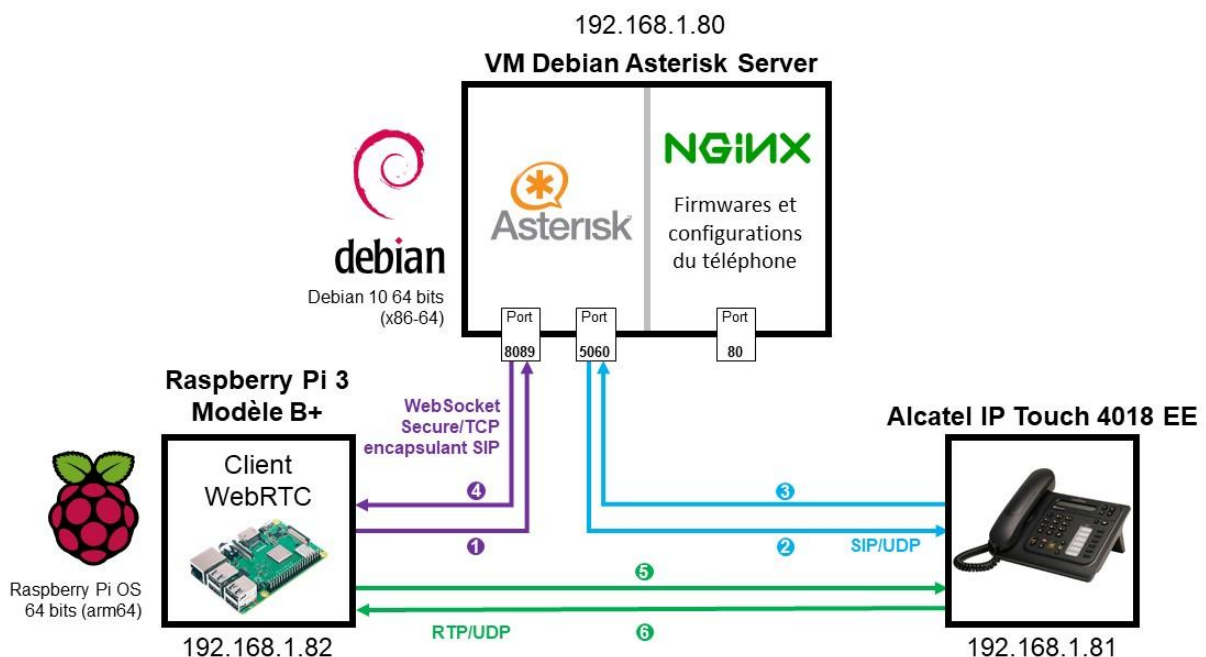 192.168.1.80
VM Debian Asterisk Server
debian
Debian 10 64 bits
(x86-64)
Asterisk
NGiNX
Firmwares et
configurations
du téléphone
Port
8089
Port
5060
Port
80
Raspberry Pi 3
Modèle B+
WebSocket
Secure/TCP
encapsulant SIP
Alcatel IP Touch 4018 EE
Client
WebRTC
4
1
3
2
SIP/UDP
5
6
RTP/UDP
Raspberry Pi OS
64 bits (arm64)
192.168.1.82
192.168.1.81